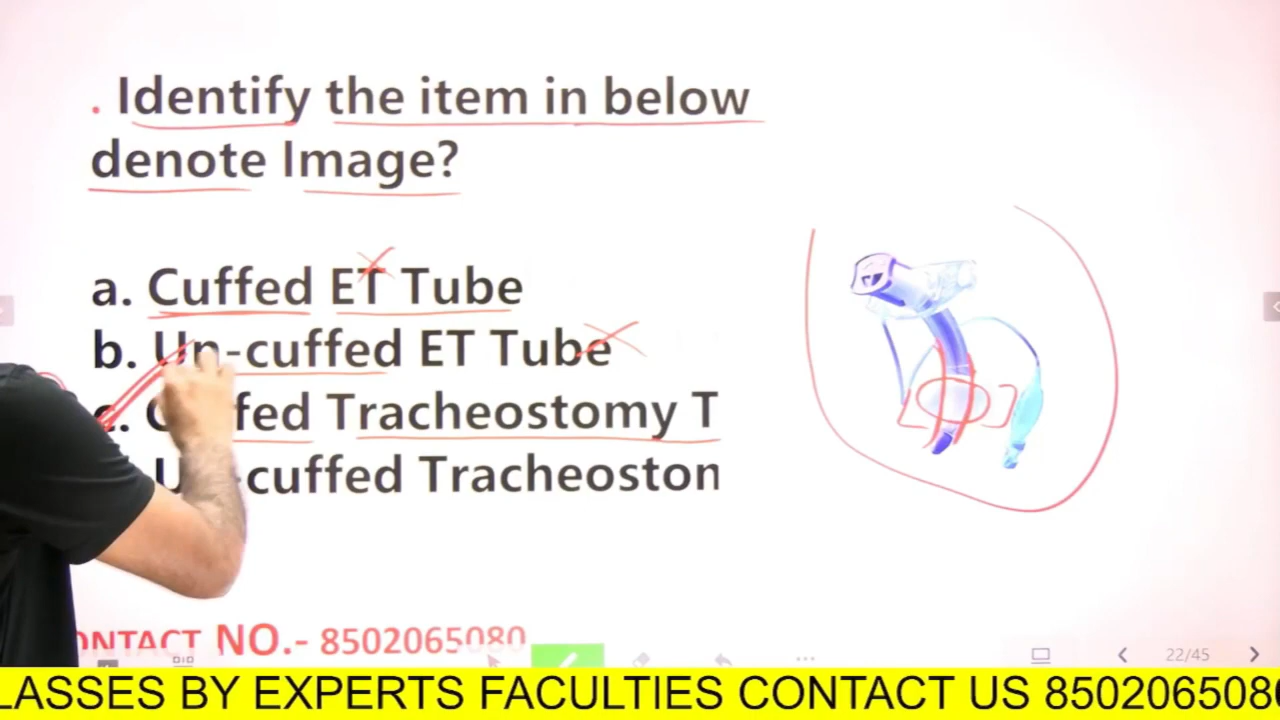 . Identify the item in below
denote Image?
a. Cuffed ET Tube
b. Un-cuffed ET Tube
Tracheostomy T
-cuffed Tracheoston
NO.- 8502065080
22/45
LASSES BY EXPERTS FACULTIES CONTACT US 850206508